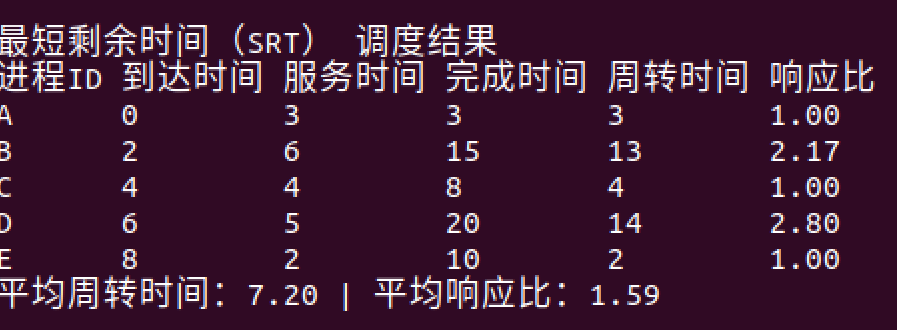 最短剩余时间（SRT） 调度结果
进程ID 到达时间 服务时间 完成时间 周转时间 响应比
A 0 3 3 3 1.00
B 2 6 15 13 2.17
C 4 4 8 4 1.00
D 6 5 20 14 2.80
E 8 2 10 2 1.00
平均周转时间：7.20 | 平均响应比：1.59